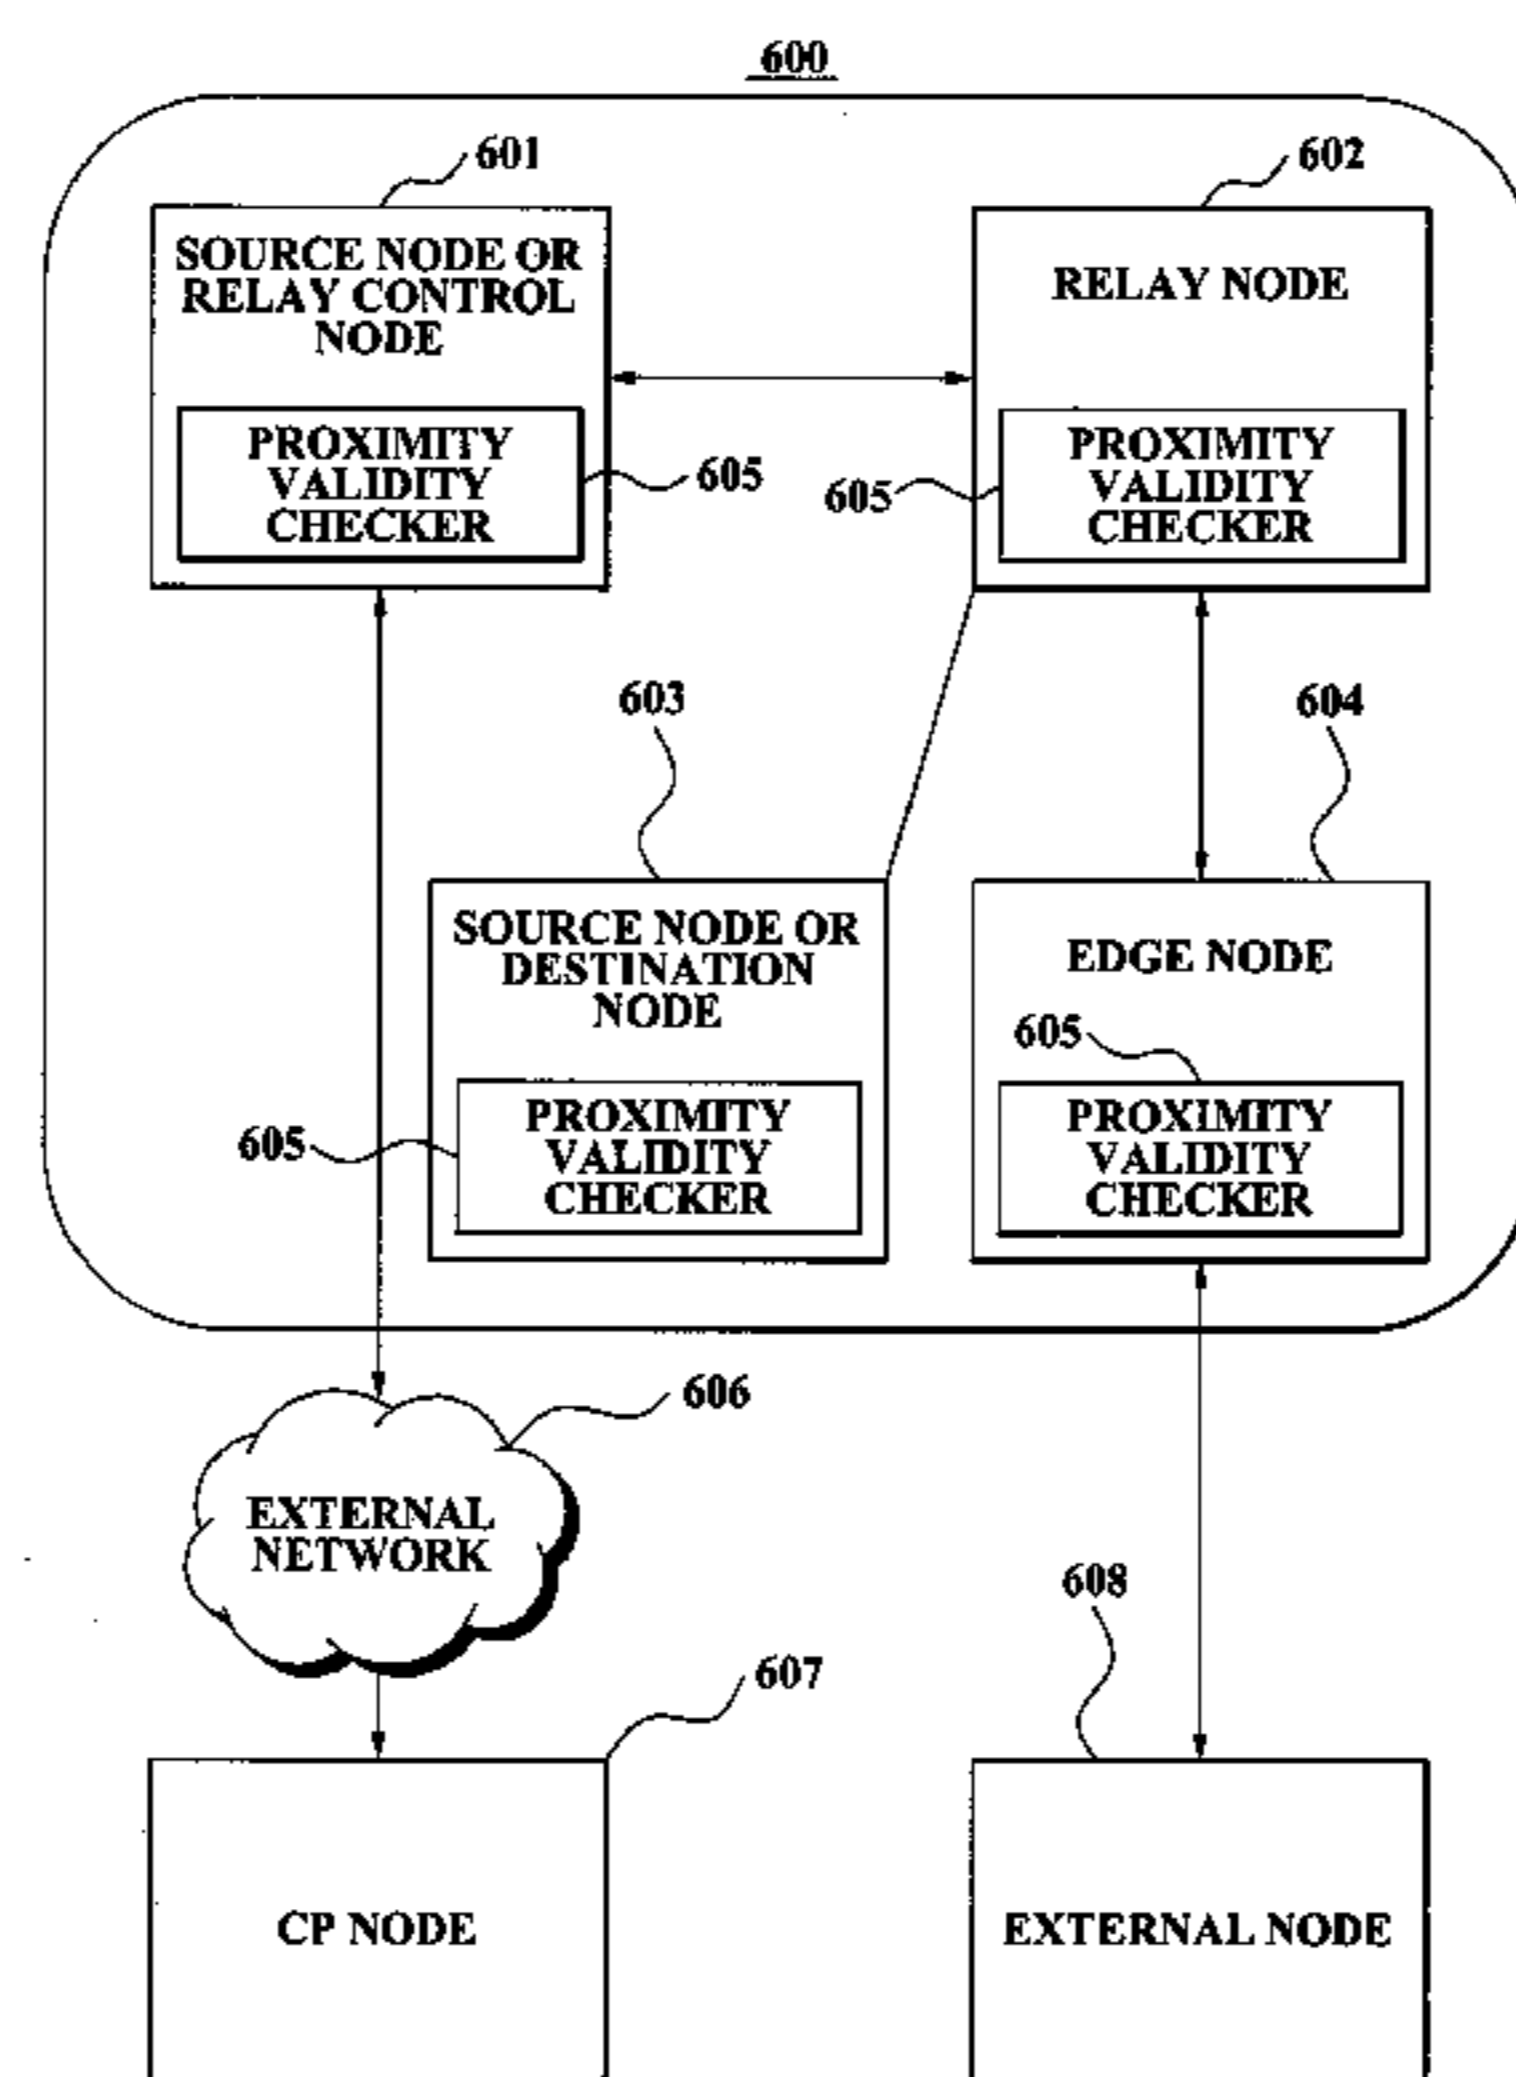 600
601
SOURCE NODE OR
RELAY CONTROL
NODE
PROXIMITY
VALIDITY
CHECKER
605
602
RELAY NODE
605
PROXIMITY
VALIDITY
CHECKER
603
SOURCE NODE OR
DESTINATION
NODE
605
PROXIMITY
VALIDITY
CHECKER
604
EDGE NODE
605
PROXIMITY
VALIDITY
CHECKER
606
EXTERNAL
NETWORK
607
CP NODE
608
EXTERNAL NODE